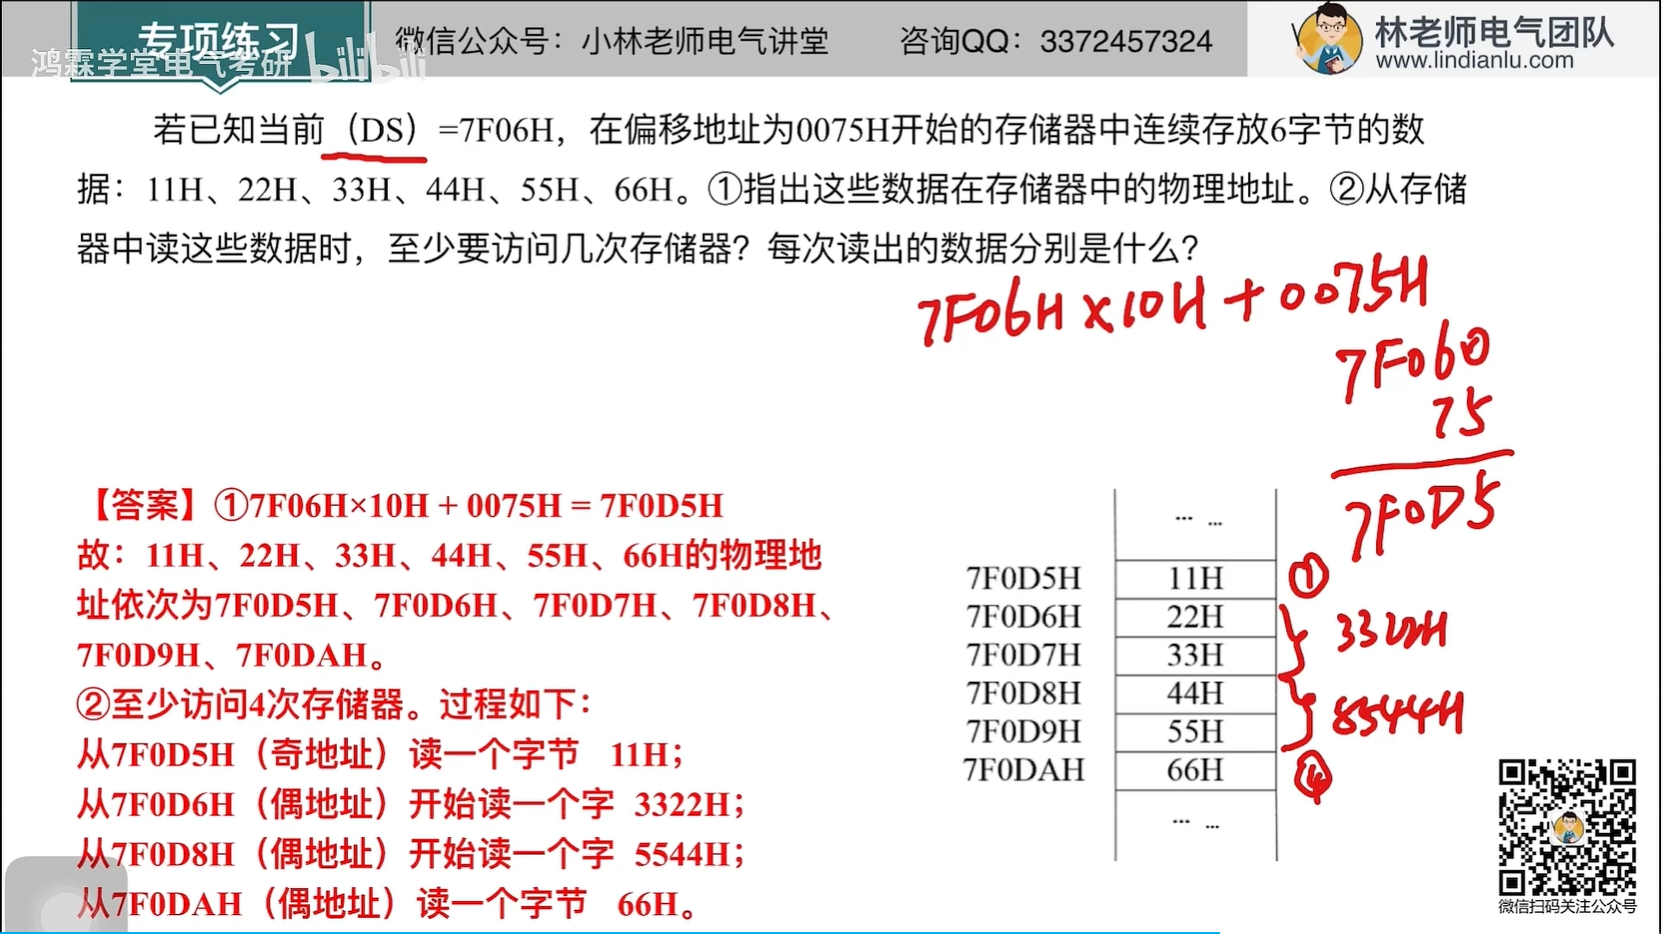 专项练习
鸿霖学堂电气考研 bilibili
微信公众号：小林老师电气讲堂 咨询QQ：3372457324
林老师电气团队
www.lindianlu.com
若已知当前（DS）=7F06H，在偏移地址为0075H开始的存储器中连续存放6字节的数
据：11H、22H、33H、44H、55H、66H。①指出这些数据在存储器中的物理地址。②从存储
器中读这些数据时，至少要访问几次存储器？每次读出的数据分别是什么？
7F06H×10H+0075H
7F060
75
7F0D5
【答案】①7F06H×10H + 0075H = 7F0D5H
故：11H、22H、33H、44H、55H、66H的物理地
址依次为7F0D5H、7F0D6H、7F0D7H、7F0D8H、
7F0D9H、7F0DAH。
②至少访问4次存储器。过程如下：
从7F0D5H（奇地址）读一个字节 11H；
从7F0D6H（偶地址）开始读一个字 3322H；
从7F0D8H（偶地址）开始读一个字 5544H；
从7F0DAH（偶地址）读一个字节 66H。
... ...
7F0D5H 11H ①
7F0D6H 22H
3322H
7F0D7H 33H
7F0D8H 44H
5544H
7F0D9H 55H
7F0DAH 66H ④
... ...
微信扫码关注公众号